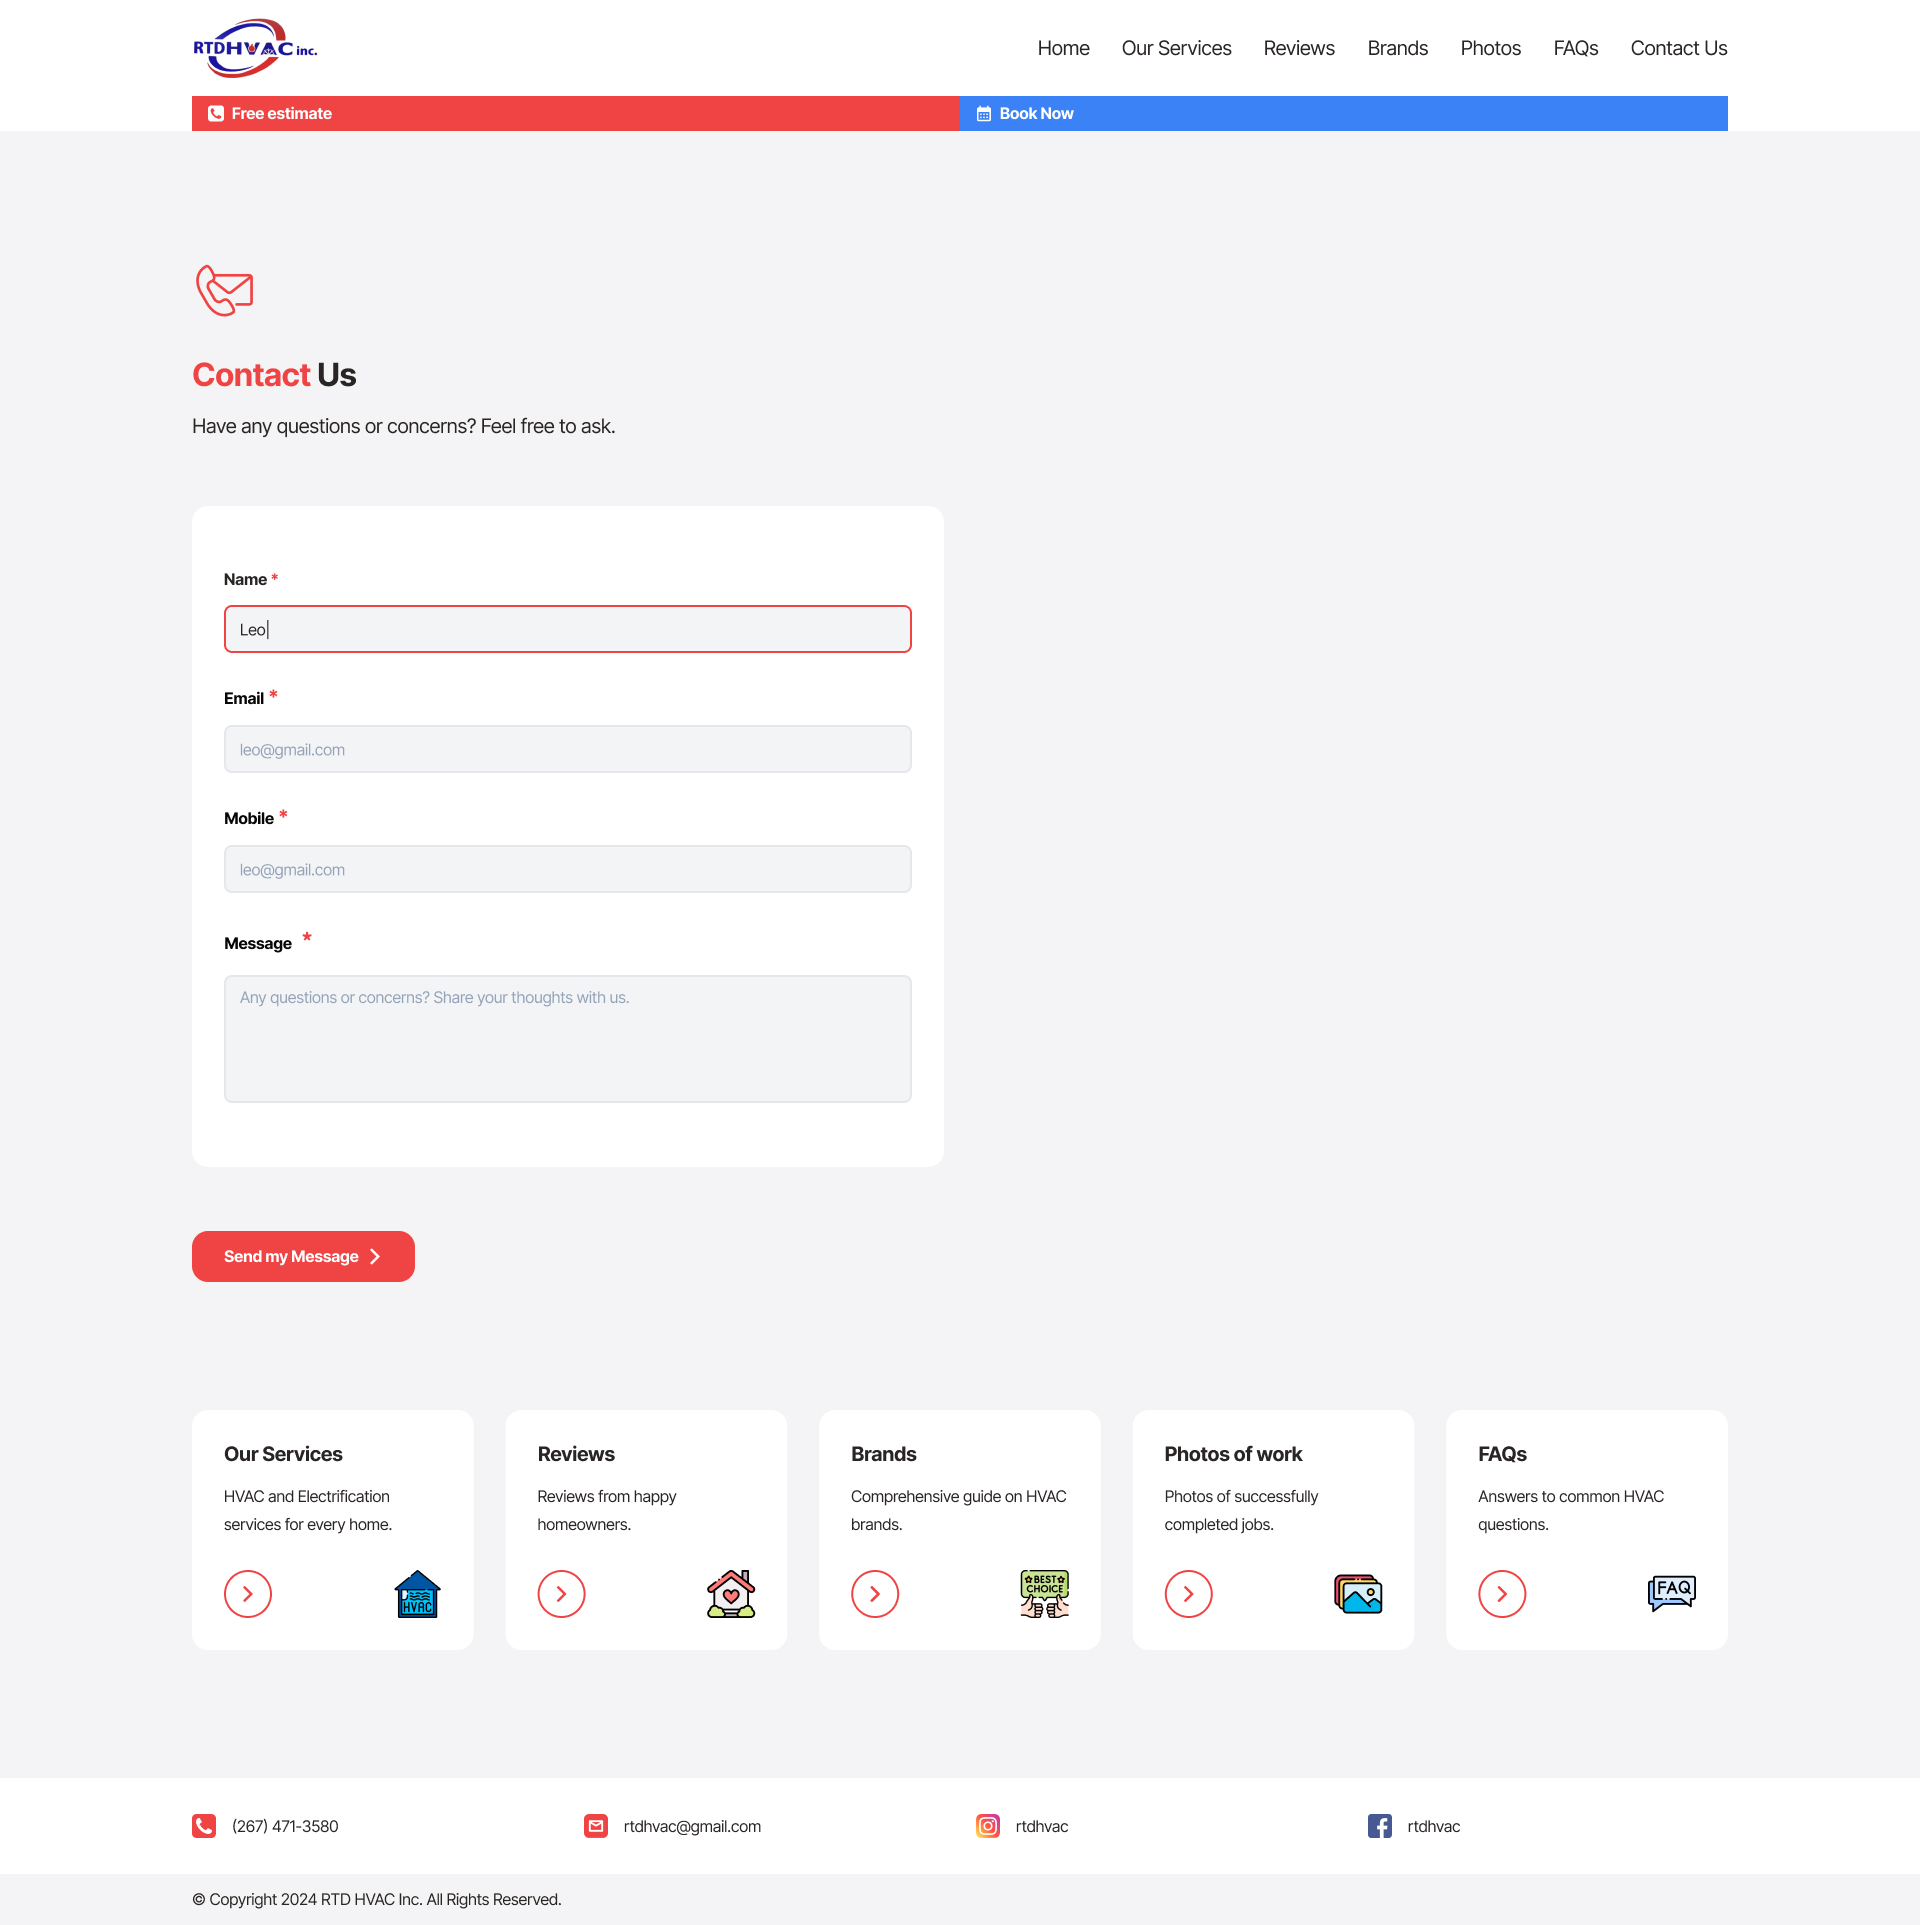 RTDHVAC inc.
Home Our Services Reviews Brands Photos FAQs Contact Us
Free estimate
Book Now
Contact Us
Have any questions or concerns? Feel free to ask.
Name *
Leo
Email *
leo@gmail.com
Mobile *
leo@gmail.com
Message *
Any questions or concerns? Share your thoughts with us.
Send my Message
Our Services
HVAC and Electrification
services for every home.
HVAC
Reviews
Reviews from happy
homeowners.
Brands
Comprehensive guide on HVAC
brands.
BEST
CHOICE
Photos of work
Photos of successfully
completed jobs.
FAQs
Answers to common HVAC
questions.
FAQ
(267) 471-3580
rtdhvac@gmail.com
rtdhvac
rtdhvac
© Copyright 2024 RTD HVAC Inc. All Rights Reserved.